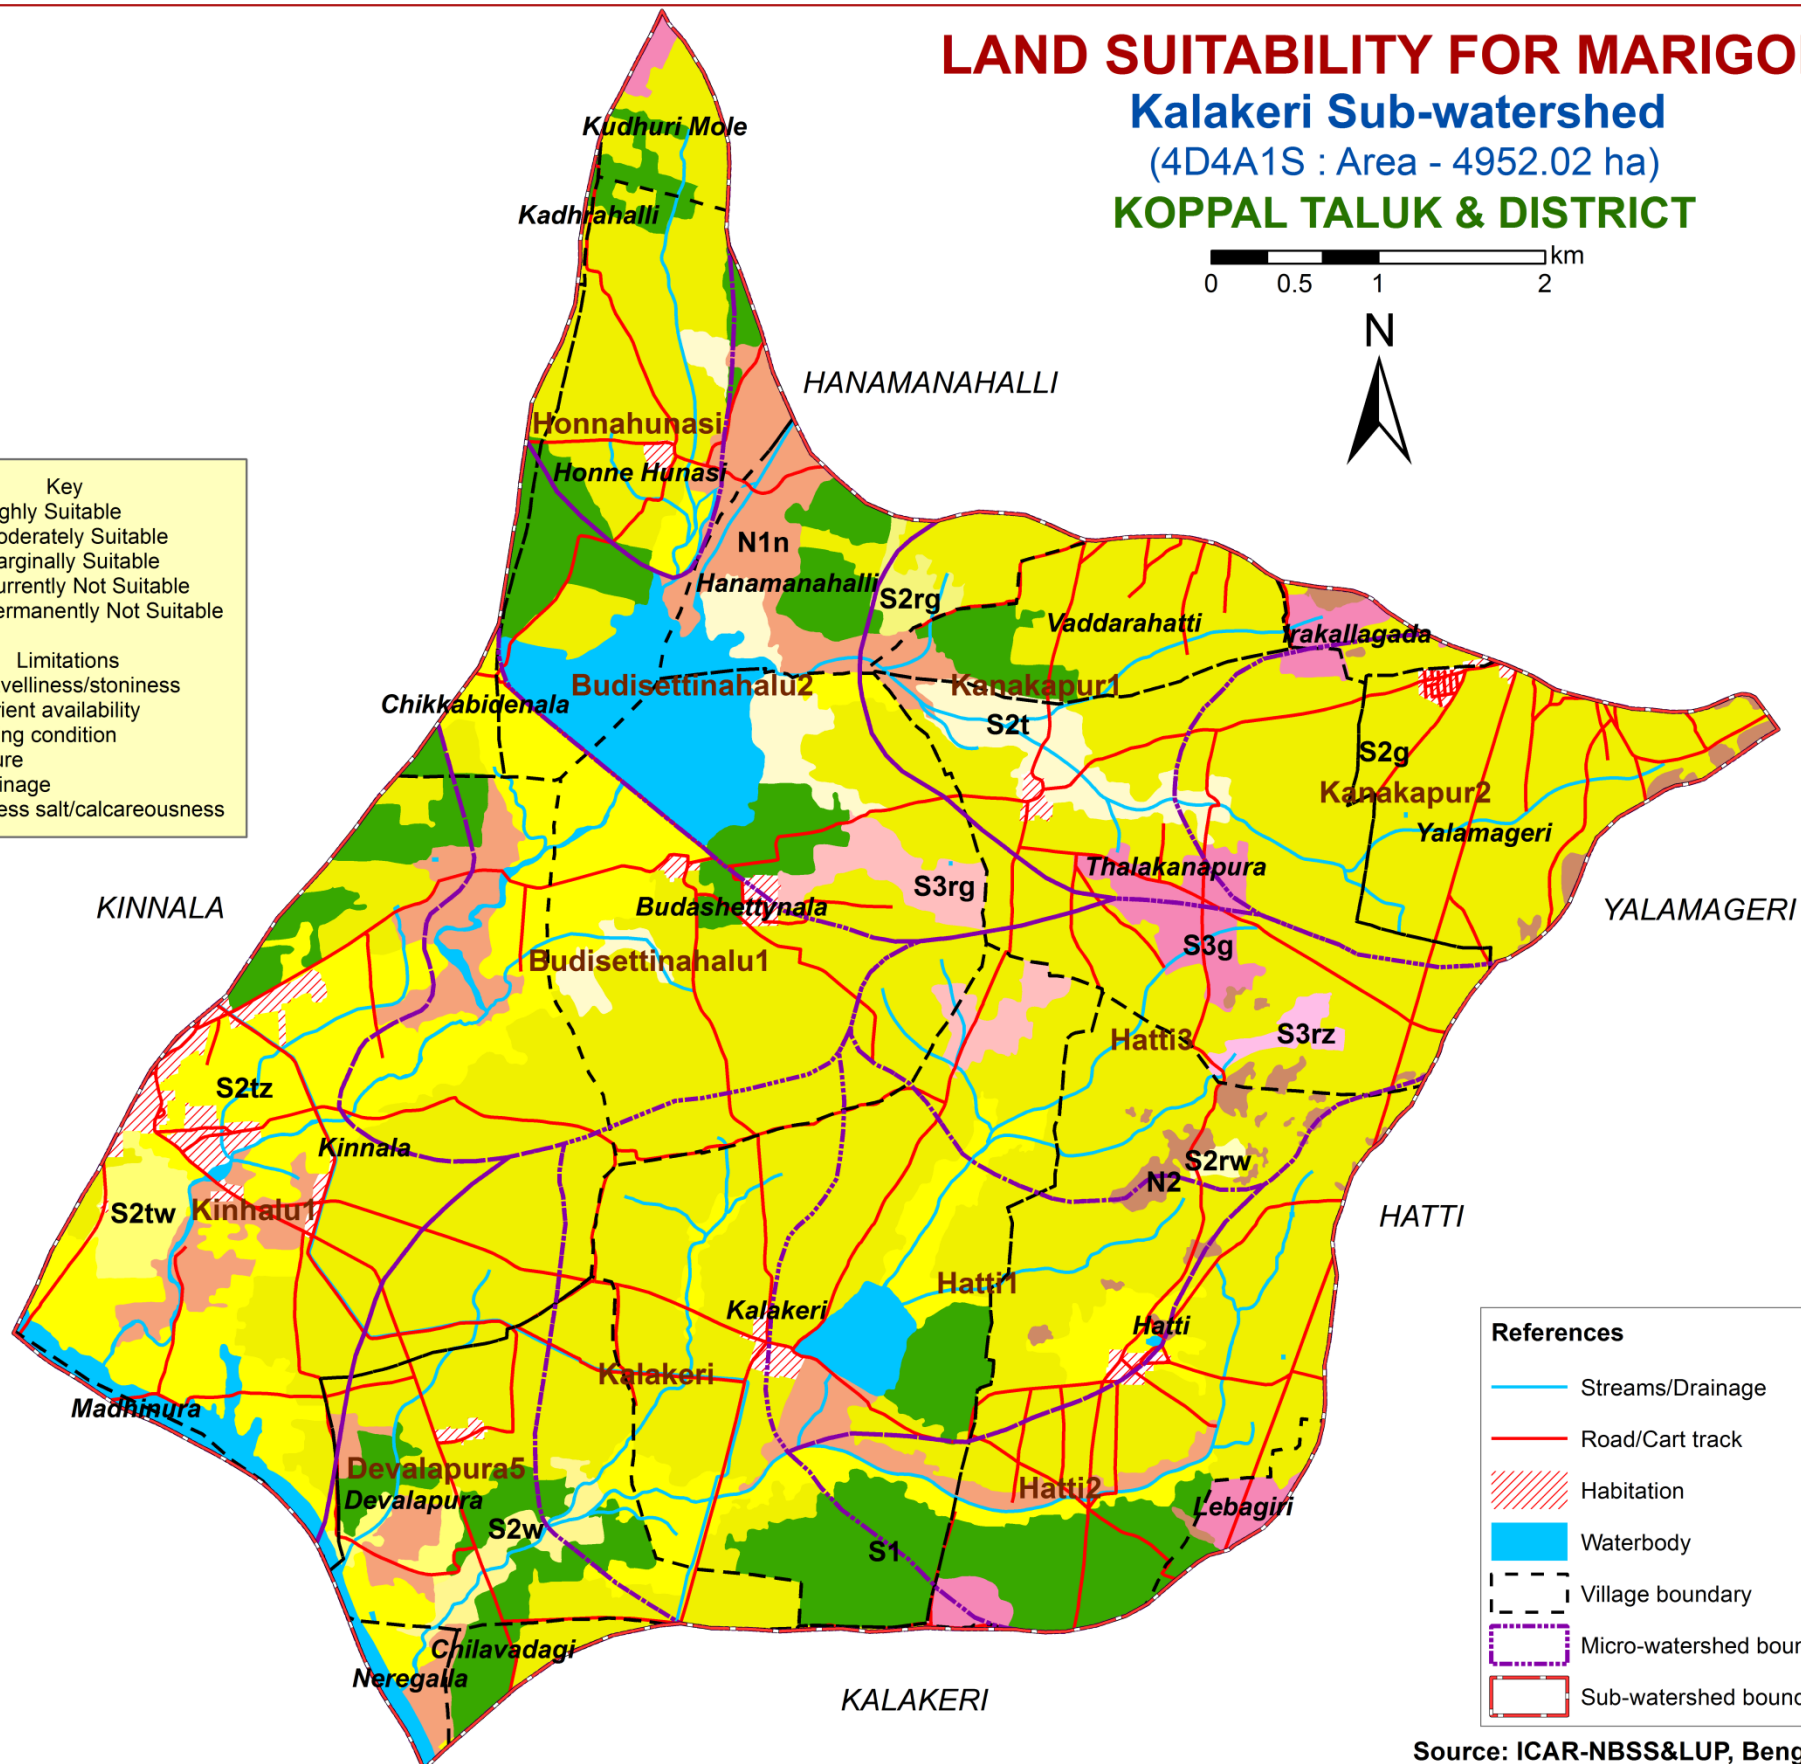 LAND SUITABILITY FOR MARIGOL
Kalakeri Sub-watershed
(4D4A1S : Area - 4952.02 ha)
KOPPAL TALUK & DISTRICT
km
0 0.5 1 2
N
Kudhuri Mole
Kadhrahalli
HANAMANAHALLI
Honnahunasi
Honne Hunasi
N1n
Hanamanahalli
S2rg
Vaddarahatti
Irakallagada
Chikkabidenala
Budisettinahalu2
Kanakapur1
S2t
S2g
Kanakapur2
Yalamageri
Thalakanapura
S3rg
Budashettynala
KINNALA
YALAMAGERI
S3g
Budisettinahalu1
Hatti3
S3rz
S2tz
Kinnala
S2rw
N2
S2tw
Kinhalu1
HATTI
Hatti1
Kalakeri
Hatti
Kalakeri
Madhinura
Devalapura5
Devalapura
Hatti2
Lebagiri
S2w
S1
Chilavadagi
Neregalla
KALAKERI
Key
ghly Suitable
oderately Suitable
arginally Suitable
urrently Not Suitable
ermanently Not Suitable
Limitations
velliness/stoniness
rient availability
ing condition
ure
inage
ess salt/calcareousness
References
Streams/Drainage
Road/Cart track
Habitation
Waterbody
Village boundary
Micro-watershed boun
Sub-watershed bound
Source: ICAR-NBSS&LUP, Beng